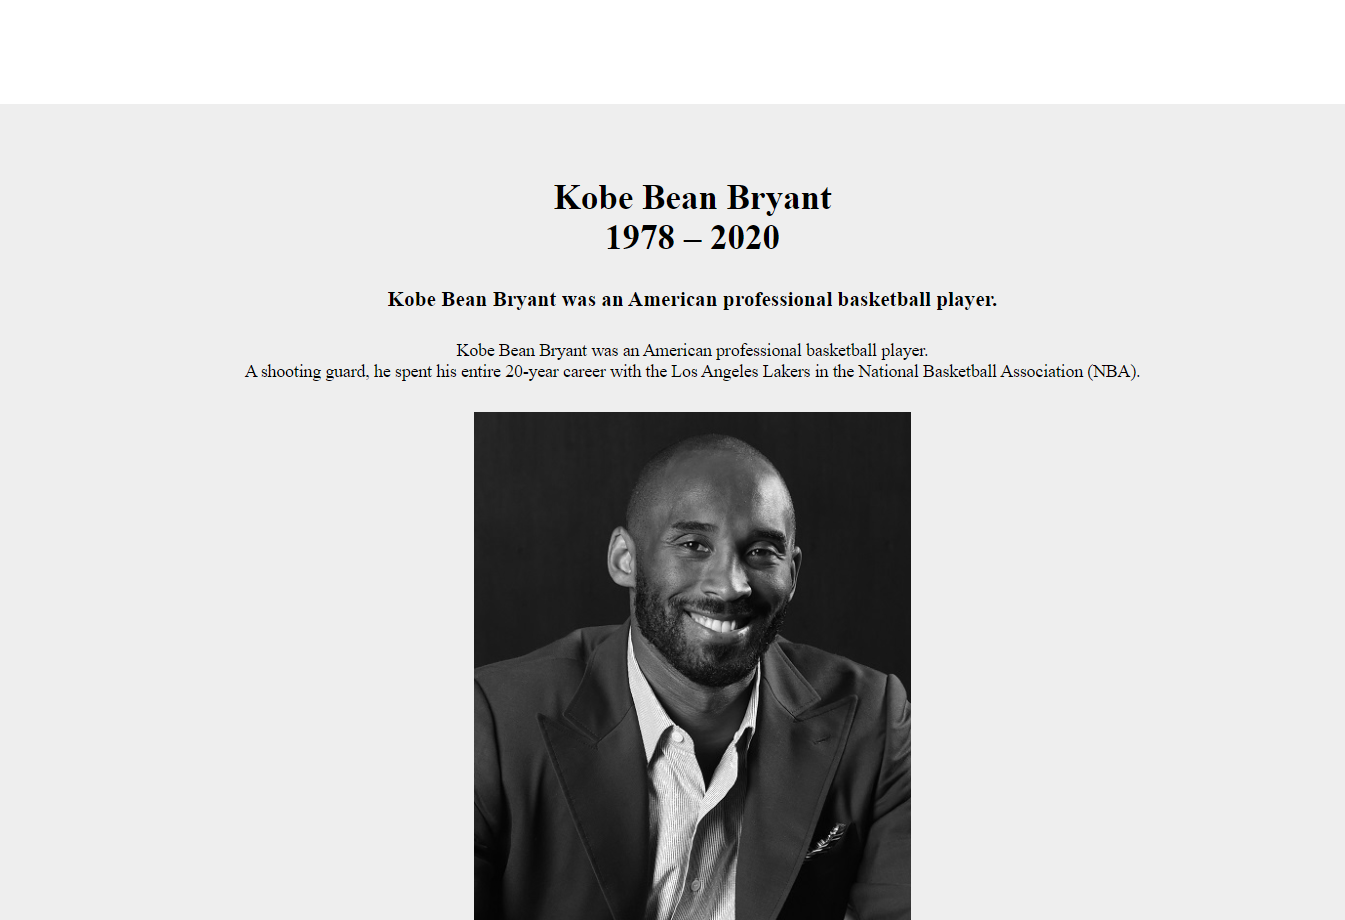 Kobe Bean Bryant
1978 – 2020
Kobe Bean Bryant was an American professional basketball player.
Kobe Bean Bryant was an American professional basketball player.
A shooting guard, he spent his entire 20-year career with the Los Angeles Lakers in the National Basketball Association (NBA).